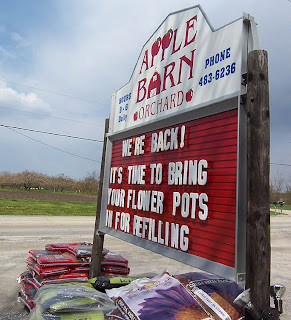 APPLE
BARN
ORCHARD
HOURS
8 - 6
Daily
PHONE
483-6236
WE'RE BACK!
IT'S TIME TO BRING
YOUR FLOWER POTS
IN FOR REFILLING